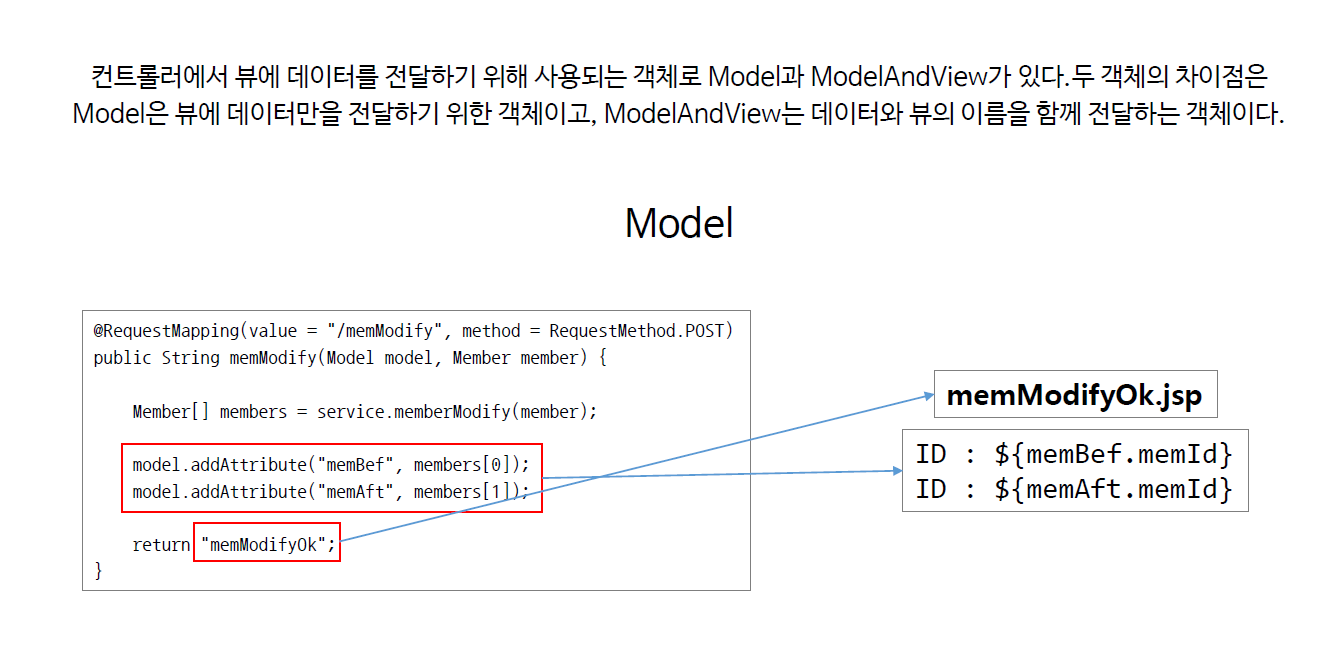 컨트롤러에서 뷰에 데이터를 전달하기 위해 사용되는 객체로 Model과 ModelAndView가 있다.두 객체의 차이점은
Model은 뷰에 데이터만을 전달하기 위한 객체이고, ModelAndView는 데이터와 뷰의 이름을 함께 전달하는 객체이다.
Model
@RequestMapping(value = "/memModify", method = RequestMethod.POST)
public String memModify(Model model, Member member) {
Member[] members = service.memberModify(member);
model.addAttribute("memBef", members[0]);
model.addAttribute("memAft", members[1]);
return "memModifyOk";
}
memModifyOk.jsp
ID : ${memBef.memId}
ID : ${memAft.memId}